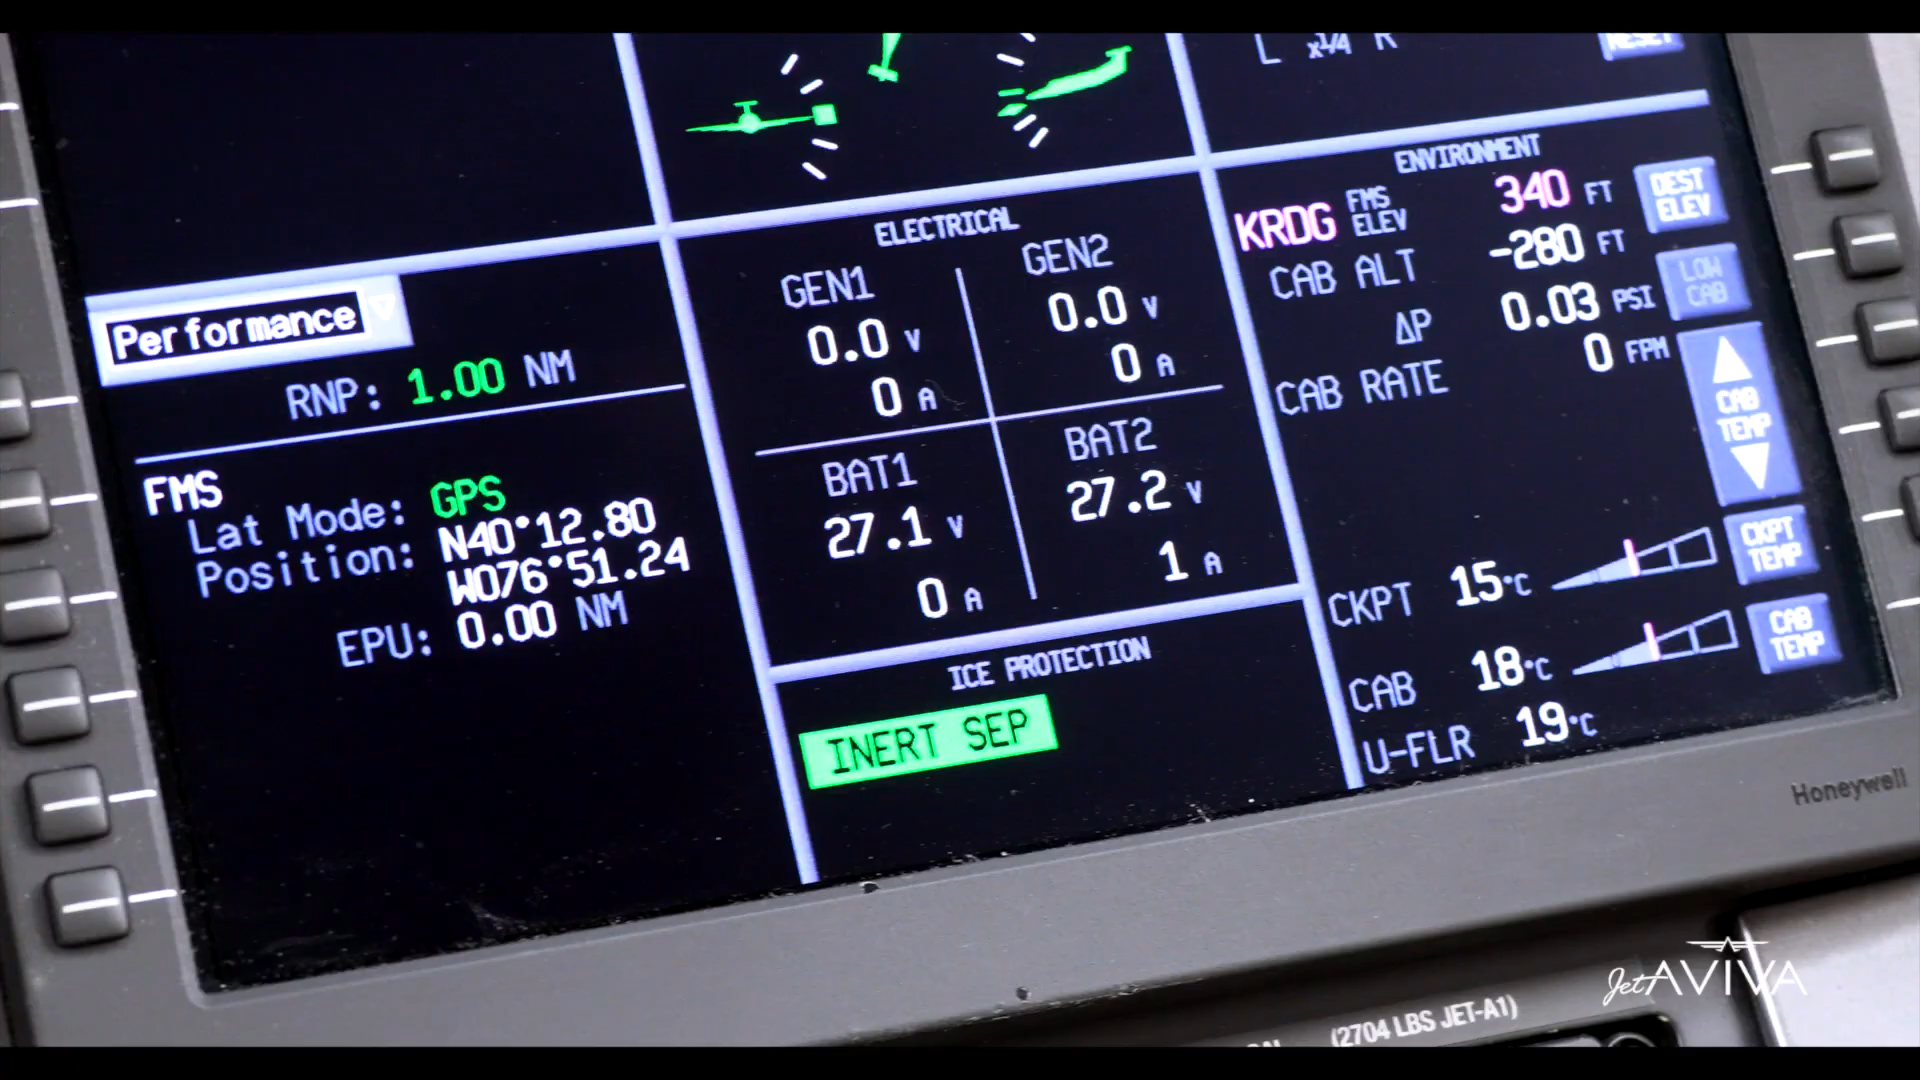 L x1/4 R
RESET
Performance
RNP: 1.00 NM
FMS
Lat Mode: GPS
Position: N40°12.80
W076°51.24
EPU: 0.00 NM
ELECTRICAL
GEN1
0.0 V
0 A
GEN2
0.0 V
0 A
BAT1
27.1 V
0 A
BAT2
27.2 V
1 A
ICE PROTECTION
INERT SEP
ENVIRONMENT
KRDG FMS ELEV 340 FT
DEST ELEV
CAB ALT -280 FT
LOW CAB
ΔP 0.03 PSI
CAB RATE 0 FPM
CAB TEMP
CKPT 15°C
CKPT TEMP
CAB 18°C
CAB TEMP
U-FLR 19°C
Honeywell
JetAVIVA
(2704 LBS JET-A1)